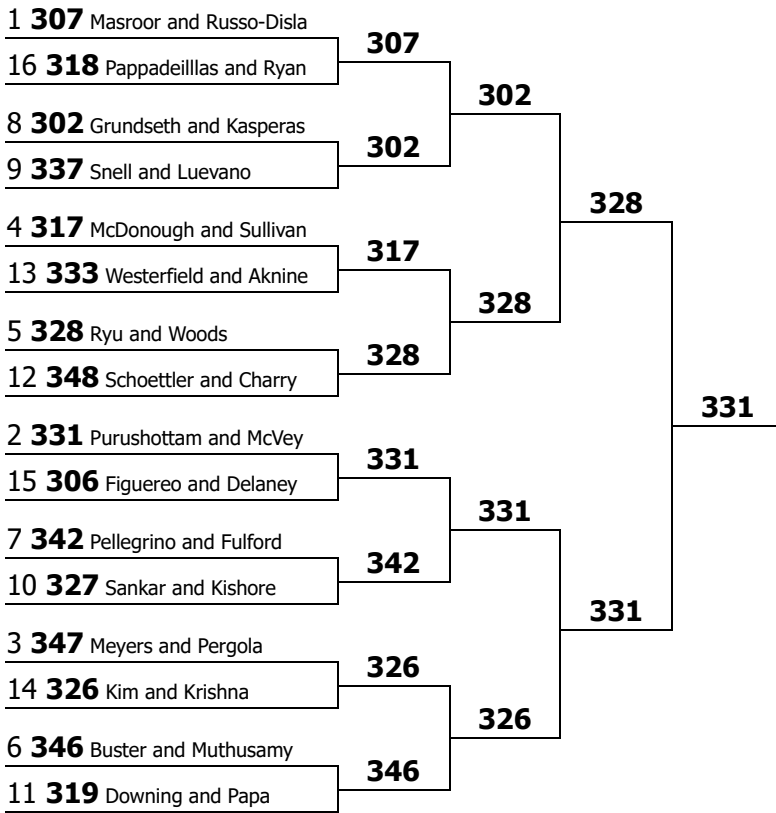 1 307 Masroor and Russo-Disla
16 318 Pappadeilllas and Ryan
8 302 Grundseth and Kasperas
9 337 Snell and Luevano
4 317 McDonough and Sullivan
13 333 Westerfield and Aknine
5 328 Ryu and Woods
12 348 Schoettler and Charry
2 331 Purushottam and McVey
15 306 Figuereo and Delaney
7 342 Pellegrino and Fulford
10 327 Sankar and Kishore
3 347 Meyers and Pergola
14 326 Kim and Krishna
6 346 Buster and Muthusamy
11 319 Downing and Papa
307
302
317
328
331
342
326
346
302
328
331
326
328
331
331